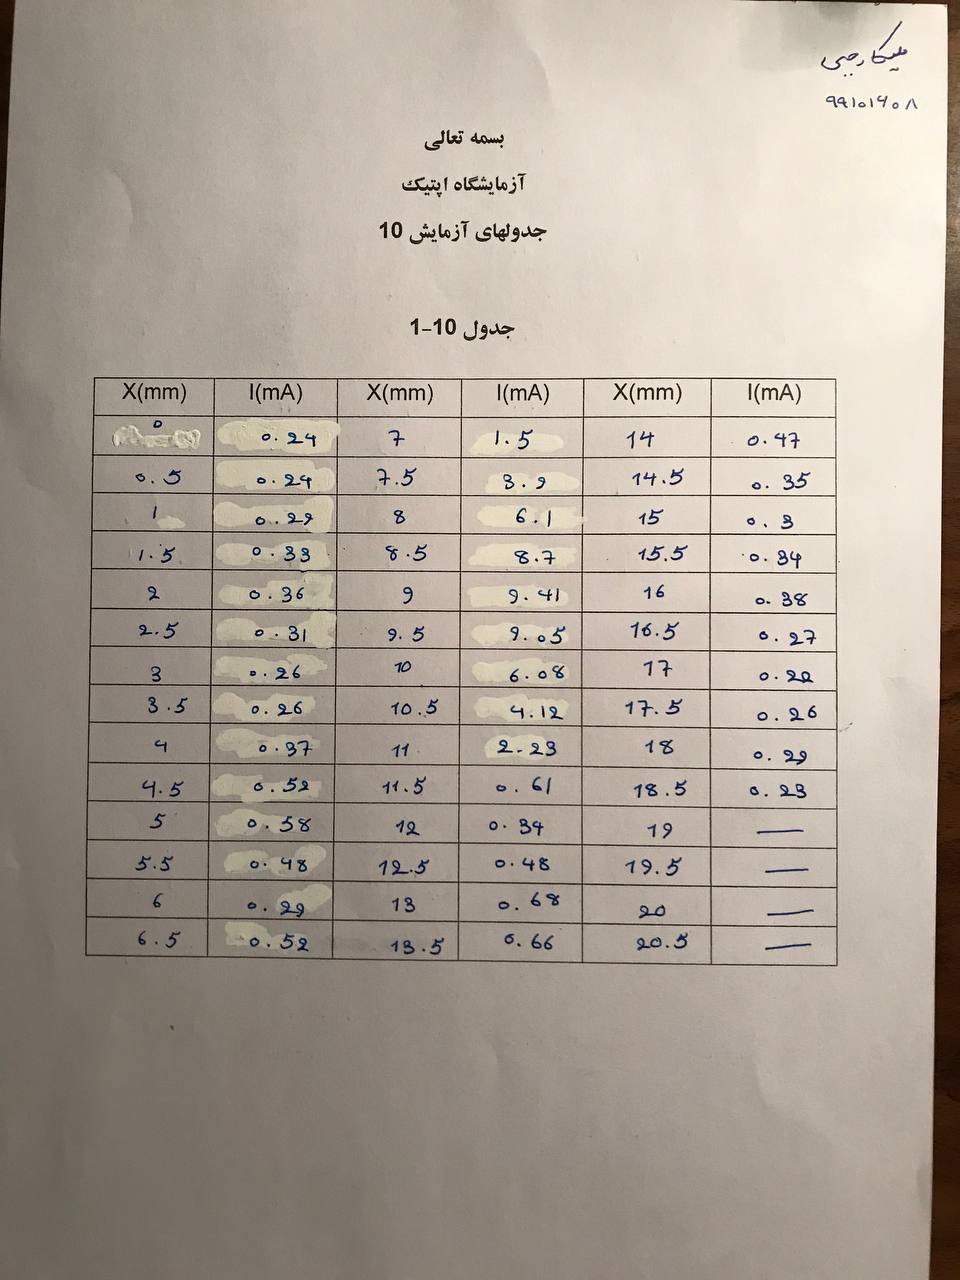 ملیکا رجبی
۹۹۱۰۱۶۰۸
بسمه تعالی
آزمایشگاه اپتیک
جدولهای آزمایش 10
جدول 10-1
X(mm) I(mA) X(mm) I(mA) X(mm) I(mA)
0 0.24 7 1.5 14 0.47
0.5 0.24 7.5 3.9 14.5 0.35
1 0.29 8 6.1 15 0.3
1.5 0.33 8.5 8.7 15.5 0.34
2 0.36 9 9.41 16 0.38
2.5 0.31 9.5 9.05 16.5 0.27
3 0.26 10 6.08 17 0.22
3.5 0.26 10.5 4.12 17.5 0.26
4 0.37 11 2.23 18 0.29
4.5 0.52 11.5 0.61 18.5 0.23
5 0.58 12 0.34 19 —
5.5 0.48 12.5 0.48 19.5 —
6 0.29 13 0.68 20 —
6.5 0.52 13.5 0.66 20.5 —